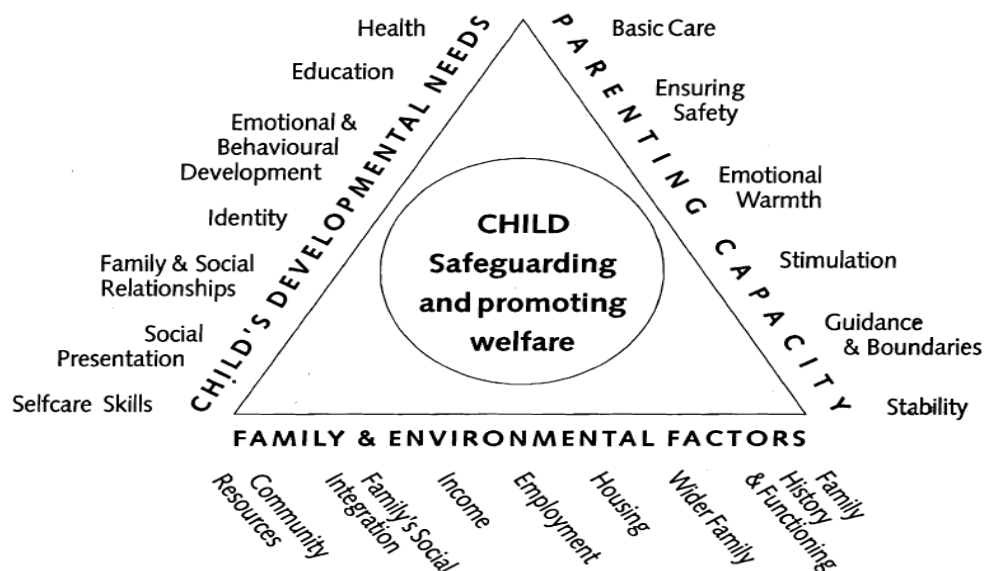 Health
Education
Emotional &
Behavioural
Development
Identity
Family & Social
Relationships
Social
Presentation
Selfcare Skills
CHILD'S DEVELOPMENTAL NEEDS
PARENTING CAPACITY
Basic Care
Ensuring
Safety
Emotional
Warmth
Stimulation
Guidance
& Boundaries
Stability
CHILD
Safeguarding
and promoting
welfare
FAMILY & ENVIRONMENTAL FACTORS
Community
Resources
Family's Social
Integration
Income
Employment
Housing
Wider Family
Family
History
& Functioning